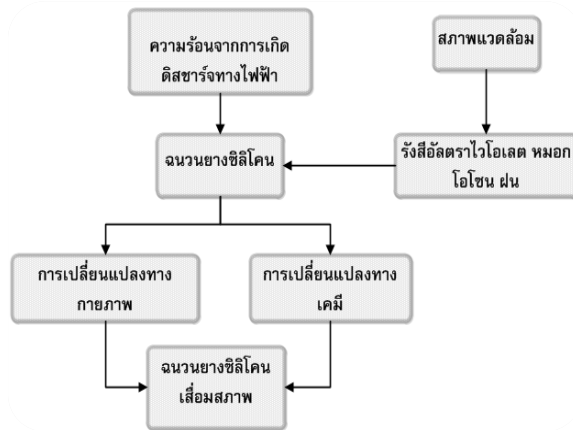 ความร้อนจากการเกิด
ดิสชาร์จทางไฟฟ้า
สภาพแวดล้อม
ฉนวนยางซิลิโคน
รังสีอัลตราไวโอเลต หมอก
โอโซน ฝน
การเปลี่ยนแปลงทาง
กายภาพ
การเปลี่ยนแปลงทาง
เคมี
ฉนวนยางซิลิโคน
เสื่อมสภาพ